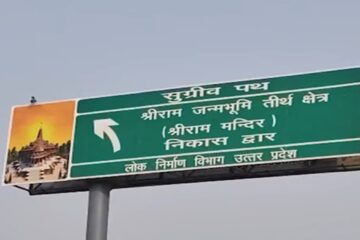 सुग्रीव पथ
श्रीराम जन्मभूमि तीर्थ क्षेत्र
(श्रीराम मन्दिर)
निकास द्वार
लोक निर्माण विभाग उत्तर प्रदेश